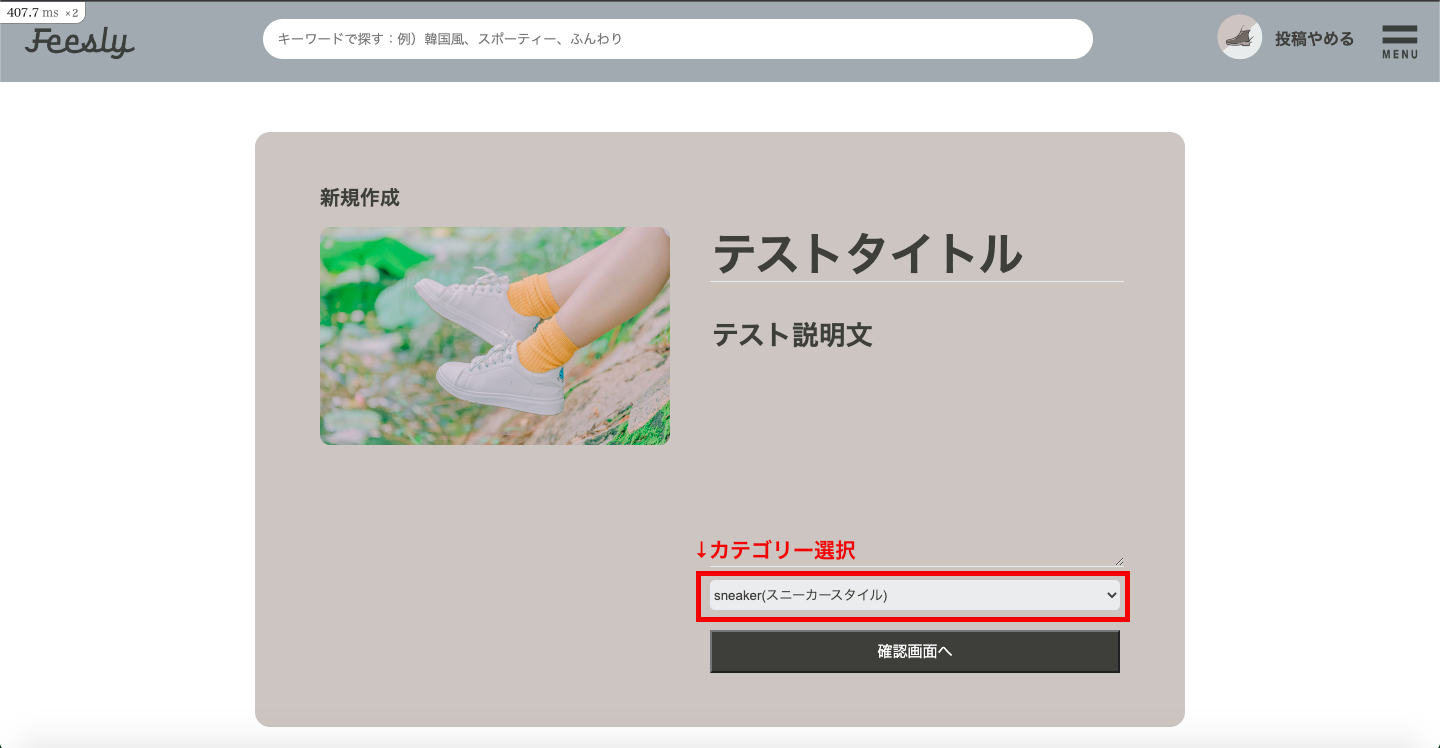 407.7 ms ×2
Feesly
キーワードで探す：例）韓国風、スポーティー、ふんわり
投稿やめる
MENU
新規作成
テストタイトル
テスト説明文
↓カテゴリー選択
sneaker(スニーカースタイル)
確認画面へ